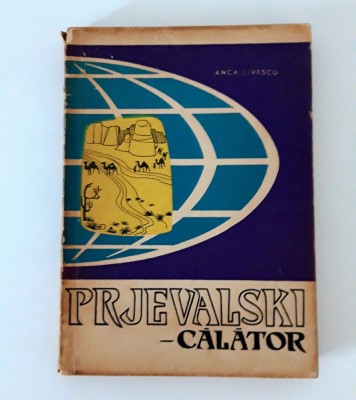 ANCA LIVESCU
PRJEVALSKI
–CĂLĂTOR